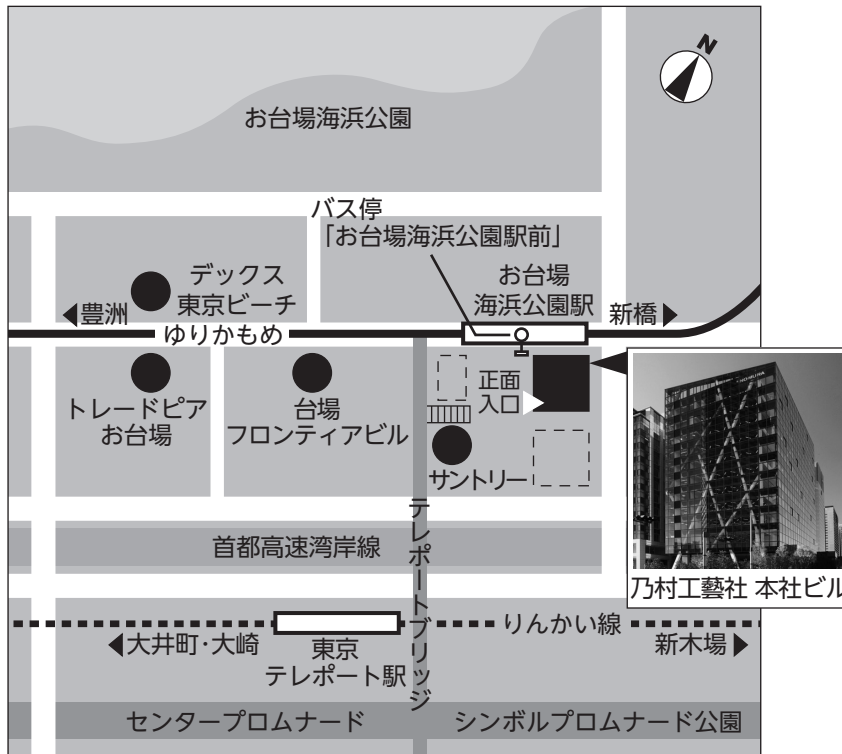 N
お台場海浜公園
バス停
「お台場海浜公園駅前」
デックス
東京ビーチ
お台場
海浜公園駅
豊洲
新橋
ゆりかもめ
トレードピア
お台場
台場
フロンティアビル
正面
入口
サントリー
首都高速湾岸線
テレポートブリッジ
乃村工藝社 本社ビル
りんかい線
大井町・大崎
東京
テレポート駅
新木場
センタープロムナード
シンボルプロムナード公園